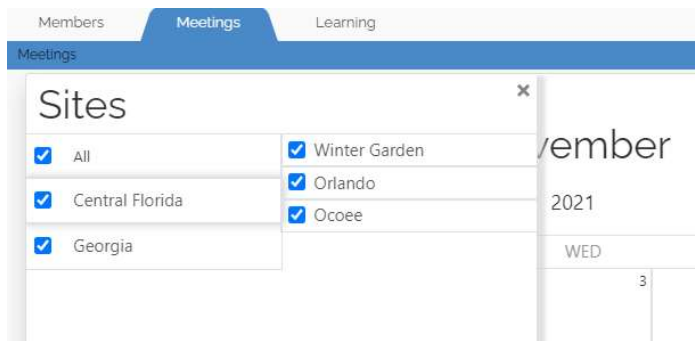 Members Meetings Learning
Meetings
Sites ×
All
Central Florida
Georgia
Winter Garden
Orlando
Ocoee
vember
2021
WED
3